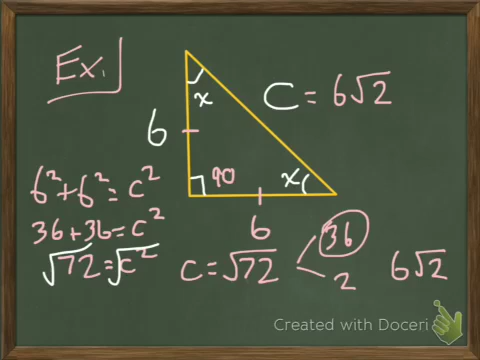 Ex.
x
C = 6√2
6
90
x
6
6² + 6² = c²
36 + 36 = c²
√72 = √c²
c = √72
36
2
6√2
Created with Doceri